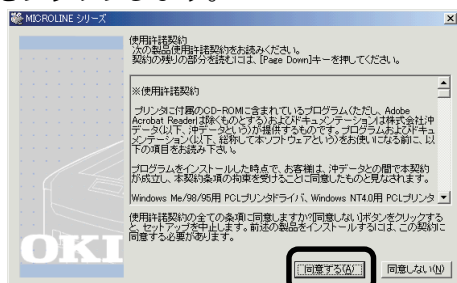 MICROLINE シリーズ
使用許諾契約
次の製品使用許諾契約をお読みください。
契約の残りの部分を読むには、[Page Down]キーを押してください。
※使用許諾契約
プリンタに付属のCD-ROMに含まれているプログラム(ただし、Adobe
Acrobat Readerは除くものとする)およびドキュメンテーションは株式会社沖
データ(以下、沖データという)が提供するものです。プログラムおよびドキュ
メンテーション(以下、総称して本ソフトウェアという)をお使いになる前に、以
下の項目をお読み下さい。
プログラムをインストールした時点で、お客様は、沖データとの間で本契約
が成立し、本契約条項の拘束を受けることに同意したものと見なされます。
Windows Me/98/95用 PCLプリンタドライバ、Windows NT4.0用 PCLプリンタ
使用許諾契約の全ての条項に同意しますか?[同意しない]ボタンをクリックする
と、セットアップを中止します。前述の製品をインストールするには、この契約に
同意する必要があります。
OKI
同意する(A)
同意しない(N)